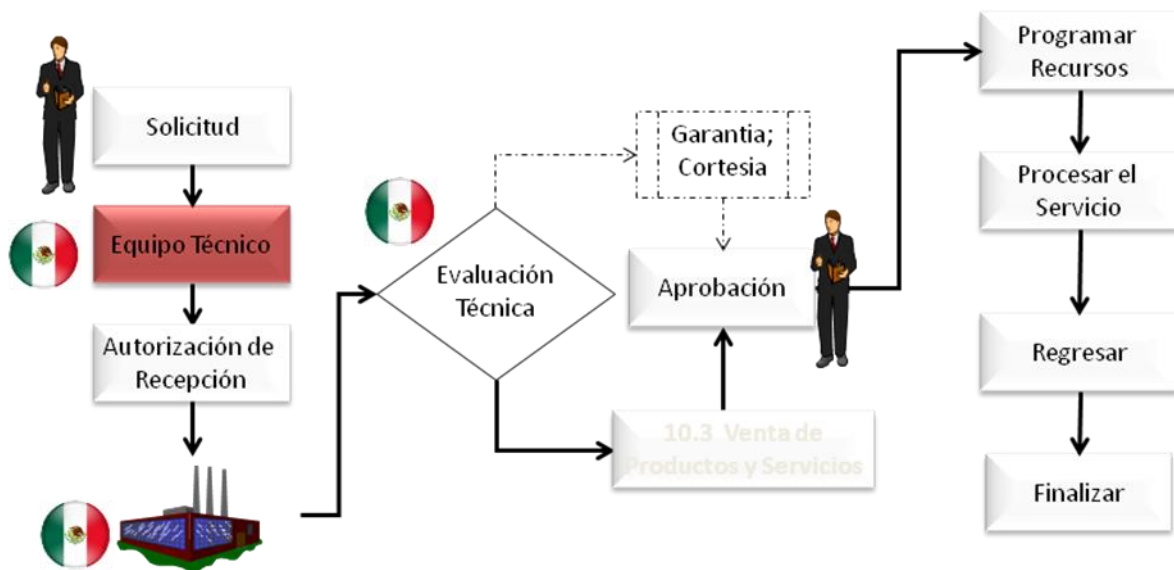 Solicitud
Equipo Técnico
Autorización de
Recepción
Evaluación
Técnica
Garantia;
Cortesia
Aprobación
10.3 Venta de
Productos y Servicios
Programar
Recursos
Procesar el
Servicio
Regresar
Finalizar